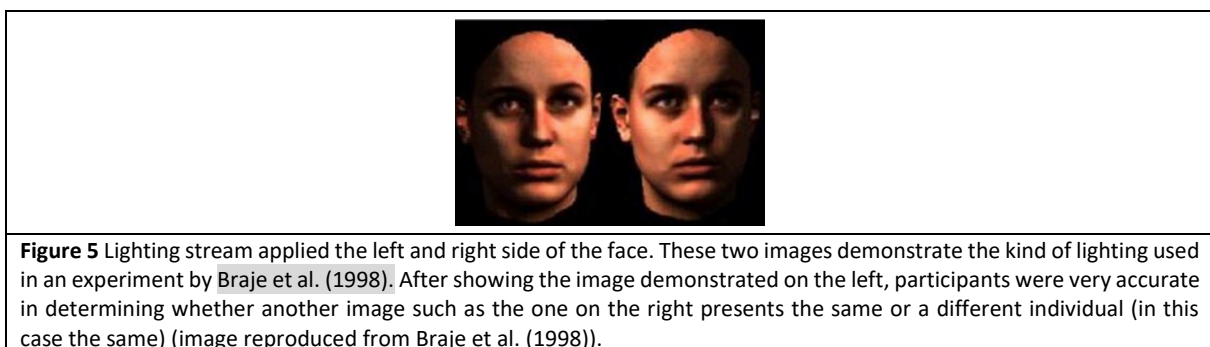 Figure 5 Lighting stream applied the left and right side of the face. These two images demonstrate the kind of lighting used
in an experiment by Braje et al. (1998). After showing the image demonstrated on the left, participants were very accurate
in determining whether another image such as the one on the right presents the same or a different individual (in this
case the same) (image reproduced from Braje et al. (1998)).